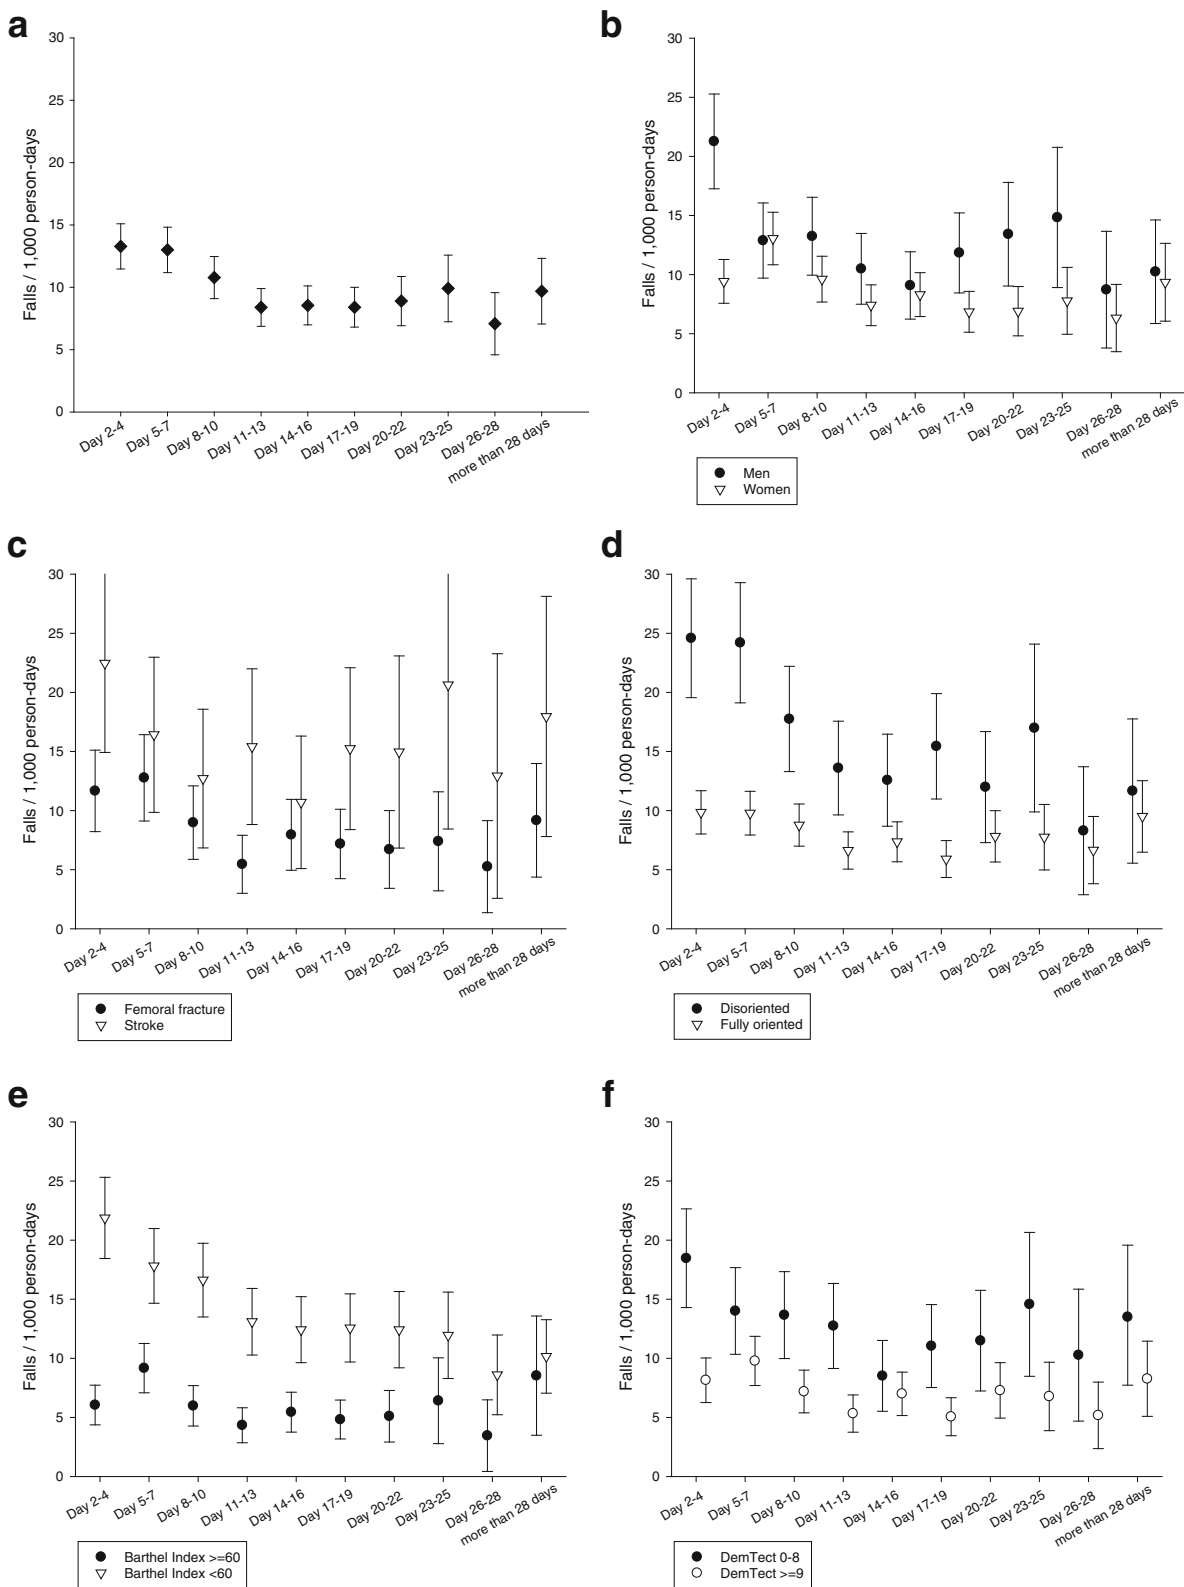 a
30
25
20
15
10
5
0
Falls / 1,000 person-days
Day 2-4
Day 5-7
Day 8-10
Day 11-13
Day 14-16
Day 17-19
Day 20-22
Day 23-25
Day 26-28
more than 28 days
b
30
25
20
15
10
5
0
Falls / 1,000 person-days
Day 2-4
Day 5-7
Day 8-10
Day 11-13
Day 14-16
Day 17-19
Day 20-22
Day 23-25
Day 26-28
more than 28 days
Men
Women
c
30
25
20
15
10
5
0
Falls / 1,000 person-days
Day 2-4
Day 5-7
Day 8-10
Day 11-13
Day 14-16
Day 17-19
Day 20-22
Day 23-25
Day 26-28
more than 28 days
Femoral fracture
Stroke
d
30
25
20
15
10
5
0
Falls / 1,000 person-days
Day 2-4
Day 5-7
Day 8-10
Day 11-13
Day 14-16
Day 17-19
Day 20-22
Day 23-25
Day 26-28
more than 28 days
Disoriented
Fully oriented
e
30
25
20
15
10
5
0
Falls / 1,000 person-days
Day 2-4
Day 5-7
Day 8-10
Day 11-13
Day 14-16
Day 17-19
Day 20-22
Day 23-25
Day 26-28
more than 28 days
Barthel Index >=60
Barthel Index <60
f
30
25
20
15
10
5
0
Falls / 1,000 person-days
Day 2-4
Day 5-7
Day 8-10
Day 11-13
Day 14-16
Day 17-19
Day 20-22
Day 23-25
Day 26-28
more than 28 days
DemTect 0-8
DemTect >=9